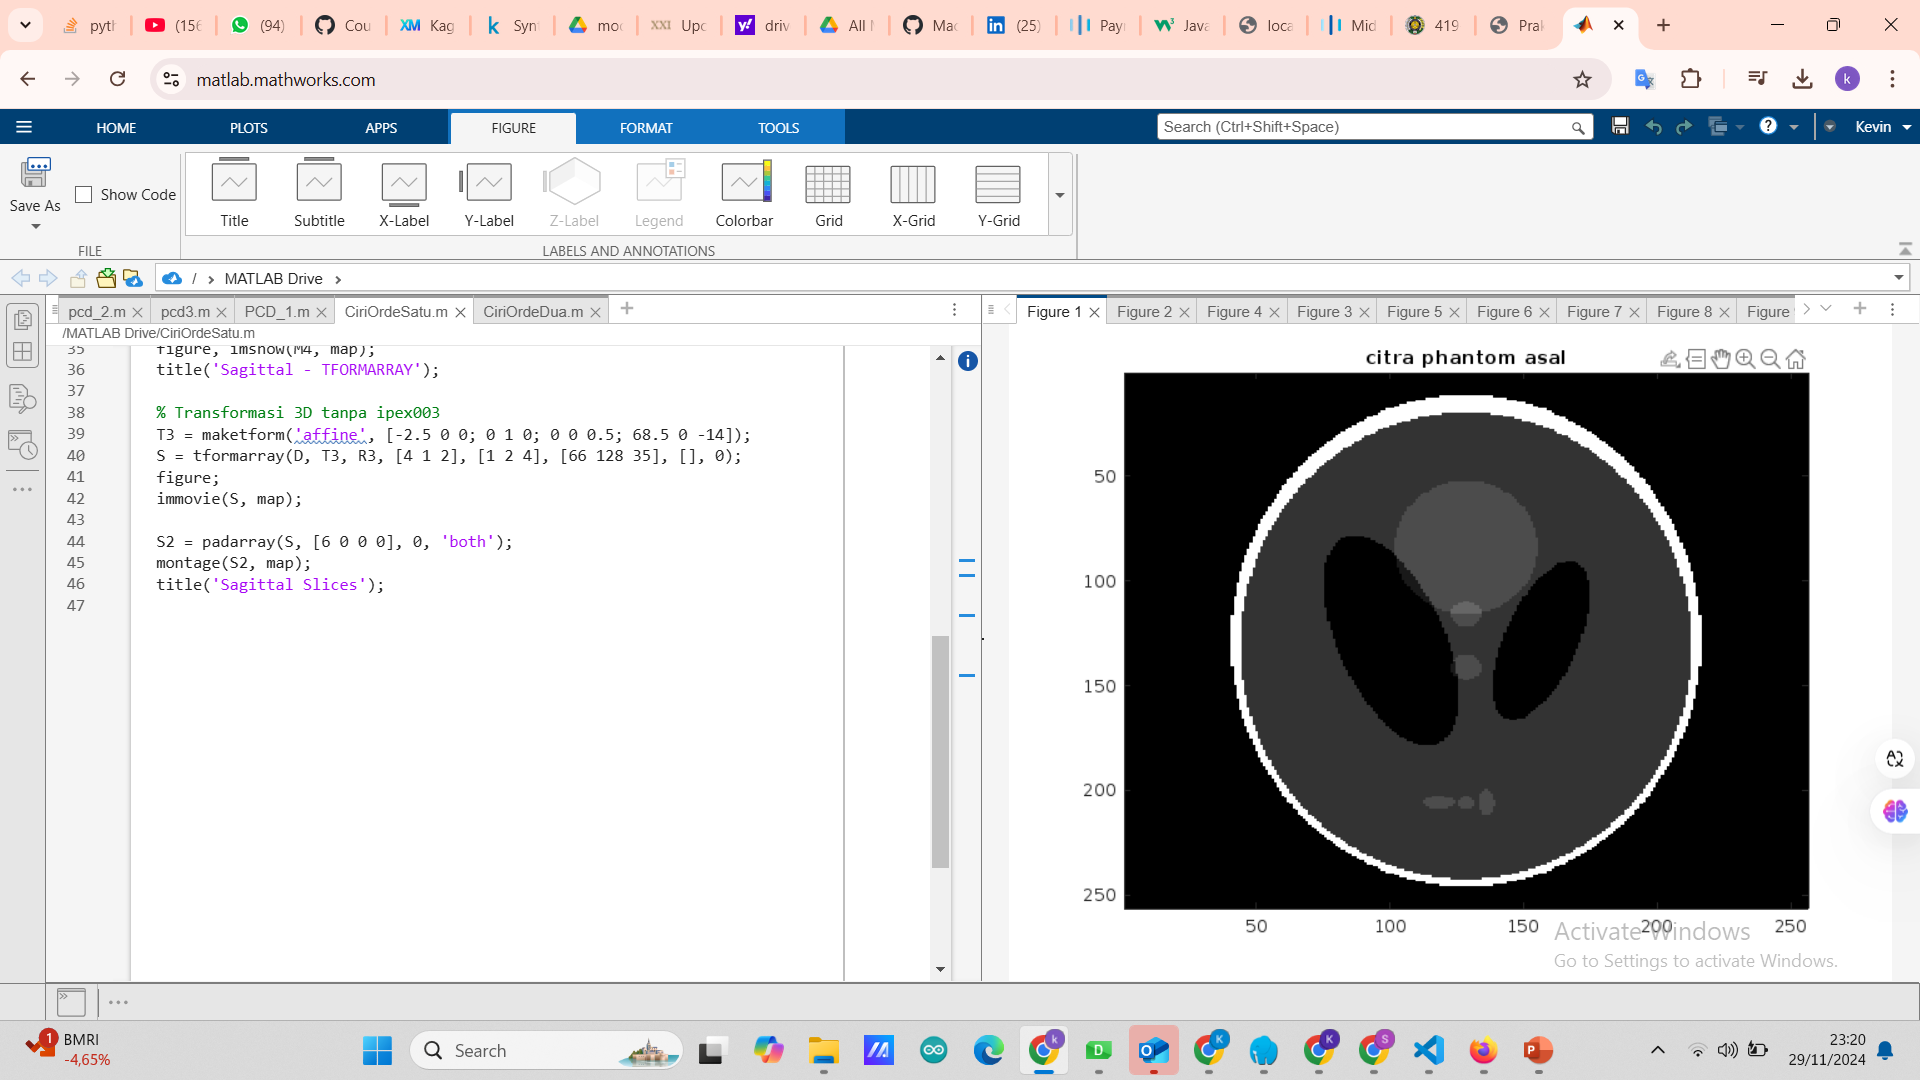 pyth
(156
(94)
Cou
Kag
Syn
moc
XXI Upc
driv
All M
Mac
(25)
Payr
Java
loca
Mid
419
Prak
matlab.mathworks.com
k
HOME
PLOTS
APPS
FIGURE
FORMAT
TOOLS
Search (Ctrl+Shift+Space)
Kevin
Save As
Show Code
Title
Subtitle
X-Label
Y-Label
Z-Label
Legend
Colorbar
Grid
X-Grid
Y-Grid
FILE
LABELS AND ANNOTATIONS
/ > MATLAB Drive >
pcd_2.m
pcd3.m
PCD_1.m
CiriOrdeSatu.m
CiriOrdeDua.m
/MATLAB Drive/CiriOrdeSatu.m
35 figure, imshow(M4, map);
36 title('Sagittal - TFORMARRAY');
37
38 % Transformasi 3D tanpa ipex003
39 T3 = maketform('affine', [-2.5 0 0; 0 1 0; 0 0 0.5; 68.5 0 -14]);
40 S = tformarray(D, T3, R3, [4 1 2], [1 2 4], [66 128 35], [], 0);
41 figure;
42 immovie(S, map);
43
44 S2 = padarray(S, [6 0 0 0], 0, 'both');
45 montage(S2, map);
46 title('Sagittal Slices');
47
Figure 1
Figure 2
Figure 4
Figure 3
Figure 5
Figure 6
Figure 7
Figure 8
Figure
citra phantom asal
50
100
150
200
250
50
100
150
200
250
Activate Windows
Go to Settings to activate Windows.
1
BMRI
-4,65%
Search
23:20
29/11/2024